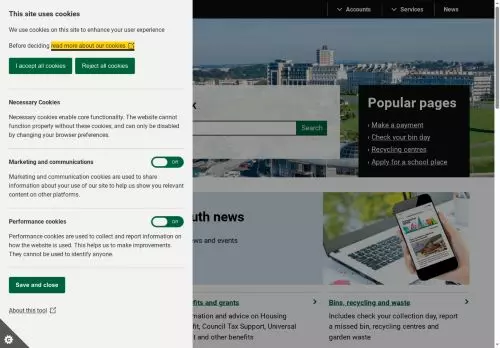 This site uses cookies
We use cookies on this site to enhance your user experience
Before deciding read more about our cookies
I accept all cookies
Reject all cookies
Necessary Cookies
Necessary cookies enable core functionality. The website cannot
function properly without these cookies, and can only be disabled
by changing your browser preferences.
Marketing and communications
Off
Marketing and communication cookies are used to share
information about your use of our site to help us show you relevant
content on other platforms.
Performance cookies
Off
Performance cookies are used to collect and report information on
how the website is used. This helps us to make improvements.
They cannot be used to identify anyone.
Save and close
About this tool
Accounts
Services
News
Search
Popular pages
Make a payment
Check your bin day
Recycling centres
Apply for a school place
uth news
ews and events
fits and grants
mation and advice on Housing
fit, Council Tax Support, Universal
t and other benefits
Bins, recycling and waste
Includes check your collection day, report
a missed bin, recycling centres and
garden waste